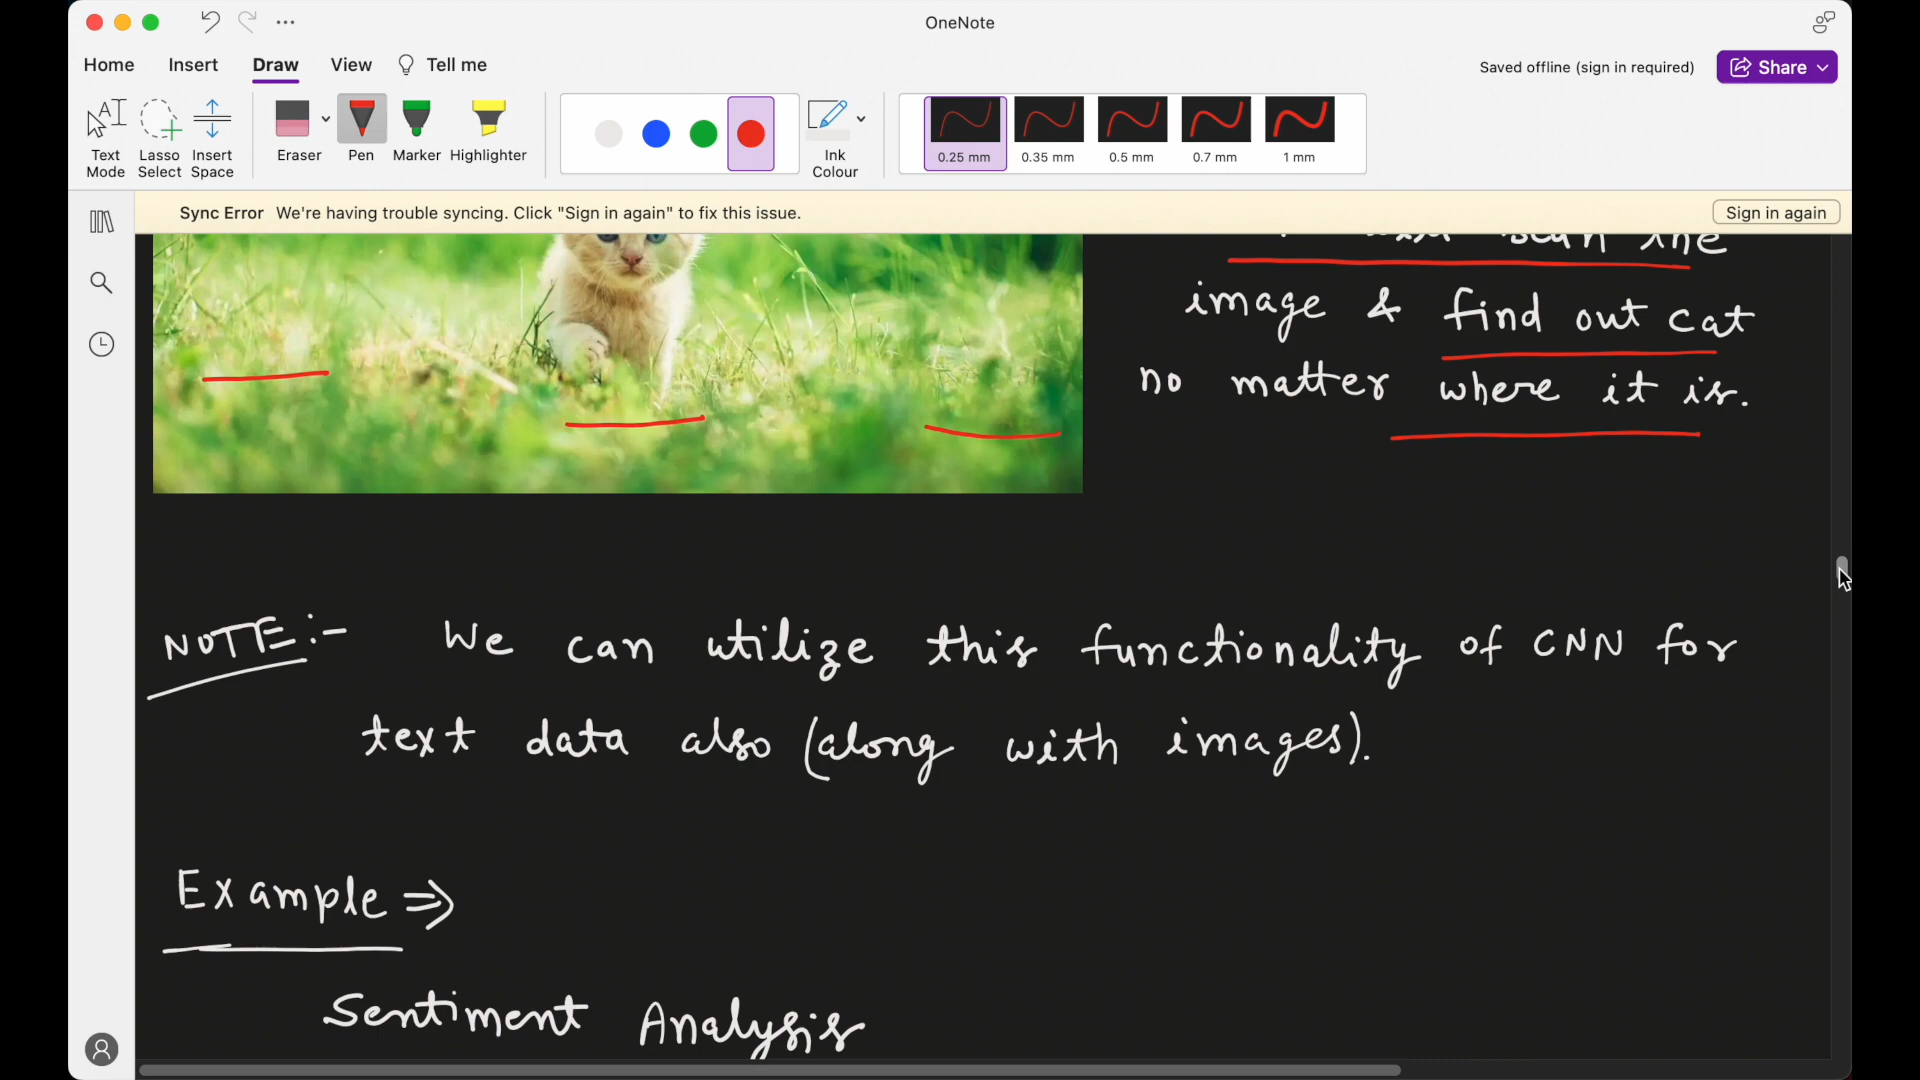 OneNote
Home Insert Draw View Tell me
Saved offline (sign in required)
Share
Text Mode
Lasso Select
Insert Space
Eraser
Pen
Marker
Highlighter
Ink Colour
0.25 mm
0.35 mm
0.5 mm
0.7 mm
1 mm
Sync Error We're having trouble syncing. Click "Sign in again" to fix this issue.
Sign in again
scan the
image & find out cat
no matter where it is.
NOTE:- We can utilize this functionality of CNN for
text data also (along with images).
Example ⇒
Sentiment Analysis